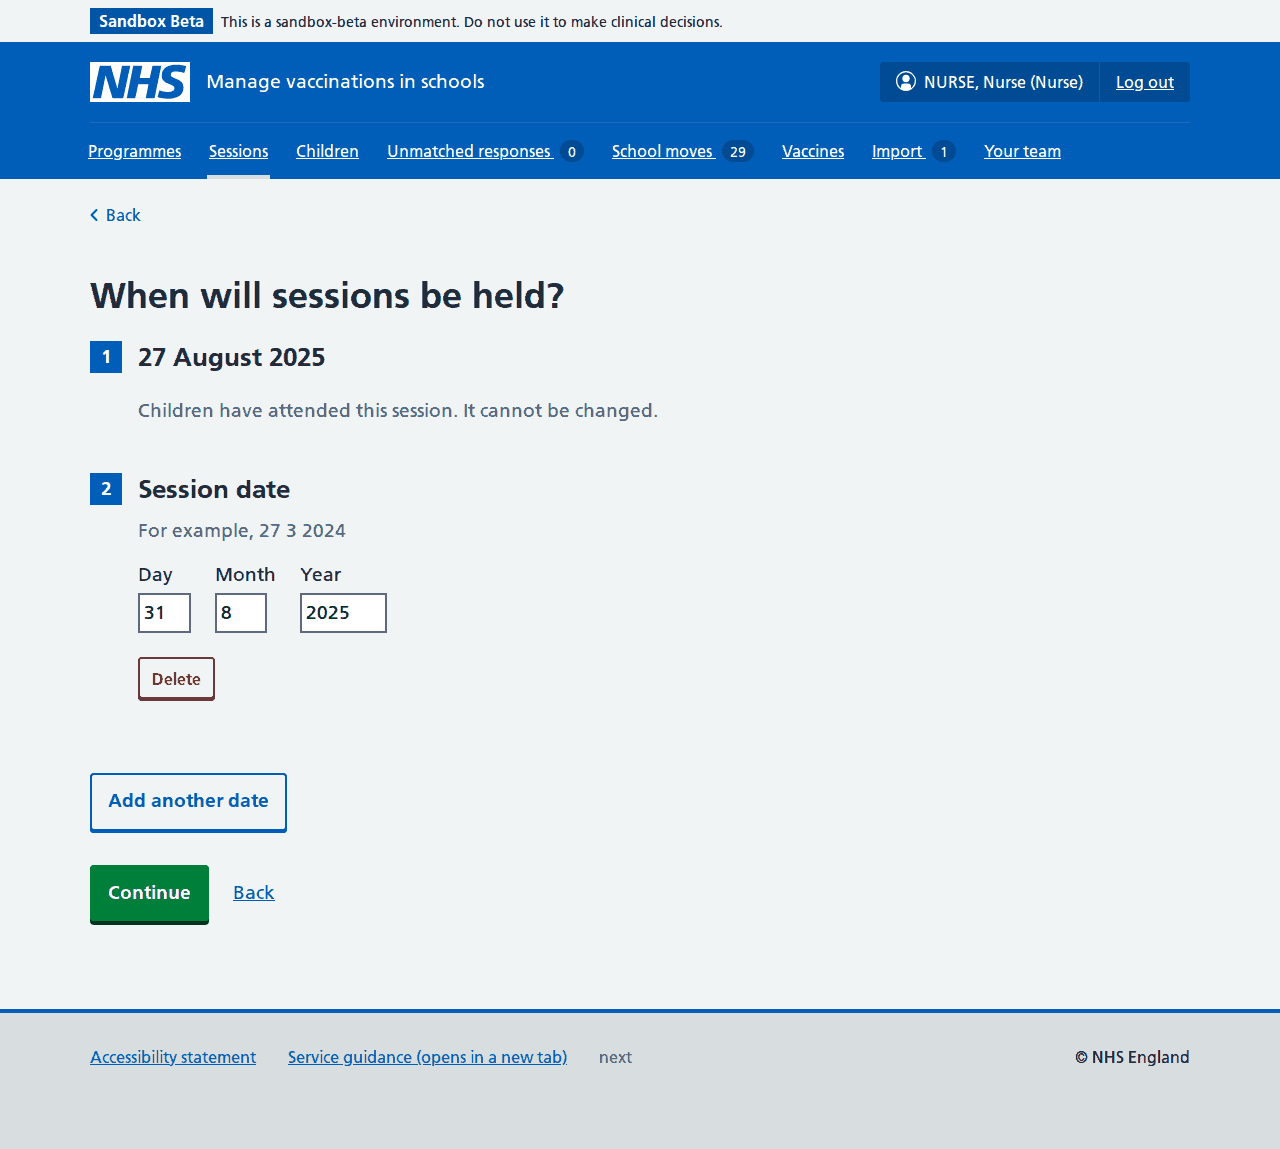 Sandbox Beta This is a sandbox-beta environment. Do not use it to make clinical decisions.
NHS Manage vaccinations in schools NURSE, Nurse (Nurse) Log out
Programmes Sessions Children Unmatched responses 0 School moves 29 Vaccines Import 1 Your team
Back
When will sessions be held?
1 27 August 2025
Children have attended this session. It cannot be changed.
2 Session date
For example, 27 3 2024
Day Month Year
31 8 2025
Delete
Add another date
Continue Back
Accessibility statement Service guidance (opens in a new tab) next © NHS England